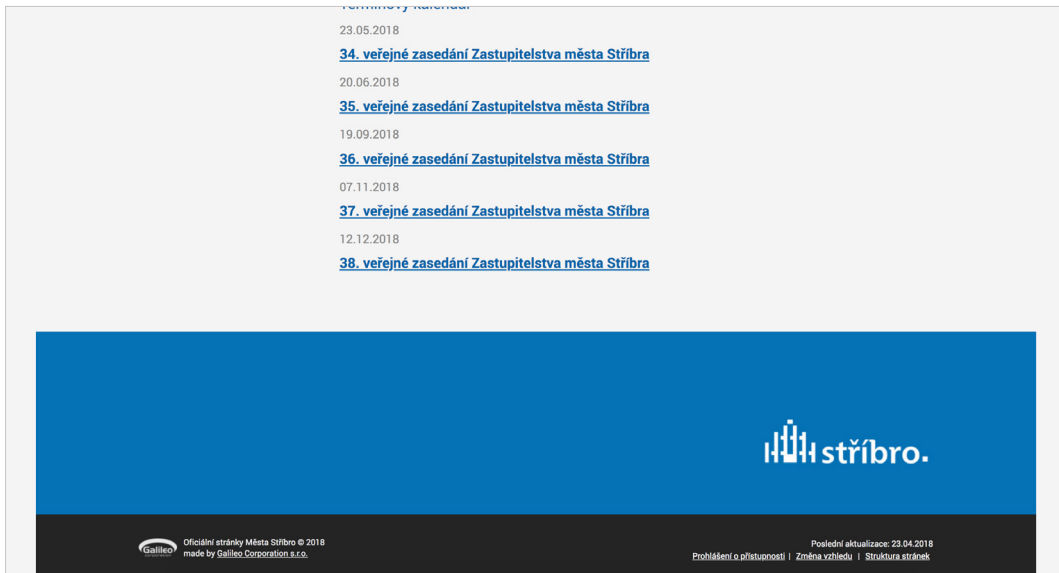 Termínový kalendář
23.05.2018
34. veřejné zasedání Zastupitelstva města Stříbra
20.06.2018
35. veřejné zasedání Zastupitelstva města Stříbra
19.09.2018
36. veřejné zasedání Zastupitelstva města Stříbra
07.11.2018
37. veřejné zasedání Zastupitelstva města Stříbra
12.12.2018
38. veřejné zasedání Zastupitelstva města Stříbra
stříbro.
Galileo
Oficiální stránky Města Stříbro © 2018
made by Galileo Corporation s.r.o.
Poslední aktualizace: 23.04.2018
Prohlášení o přístupnosti | Změna vzhledu | Struktura stránek